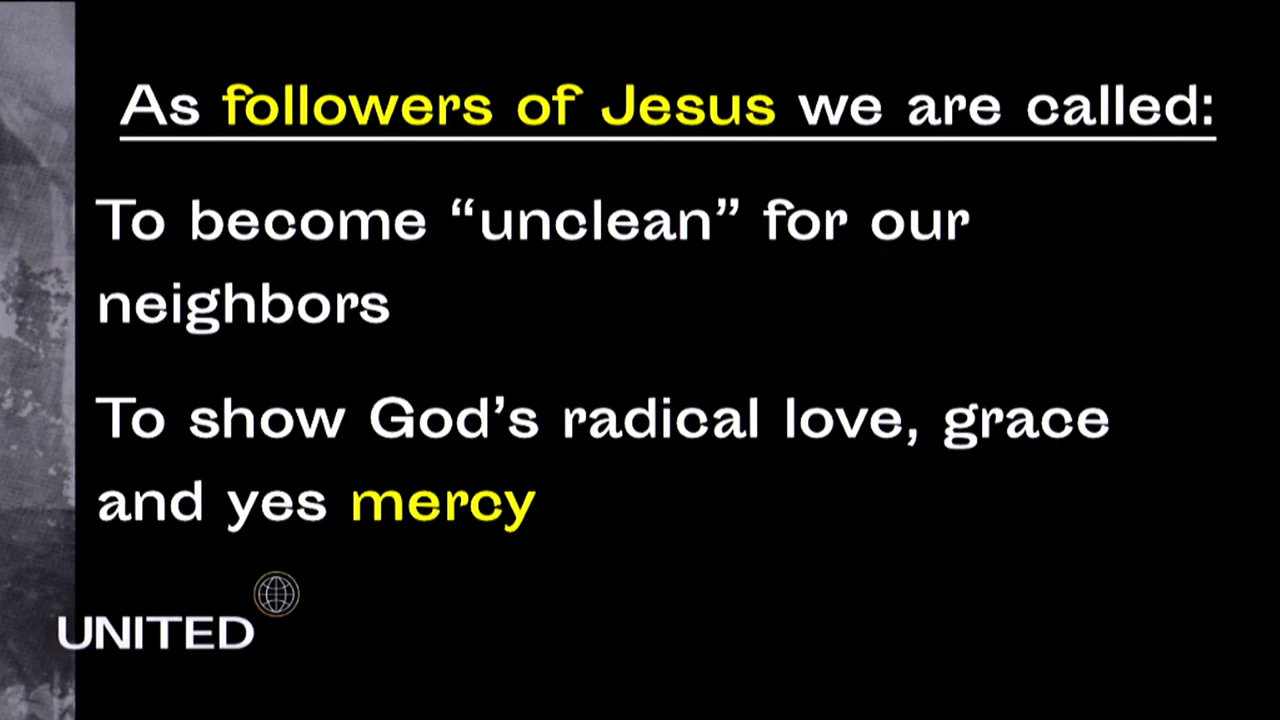 As followers of Jesus we are called:
To become “unclean” for our
neighbors
To show God’s radical love, grace
and yes mercy
UNITED